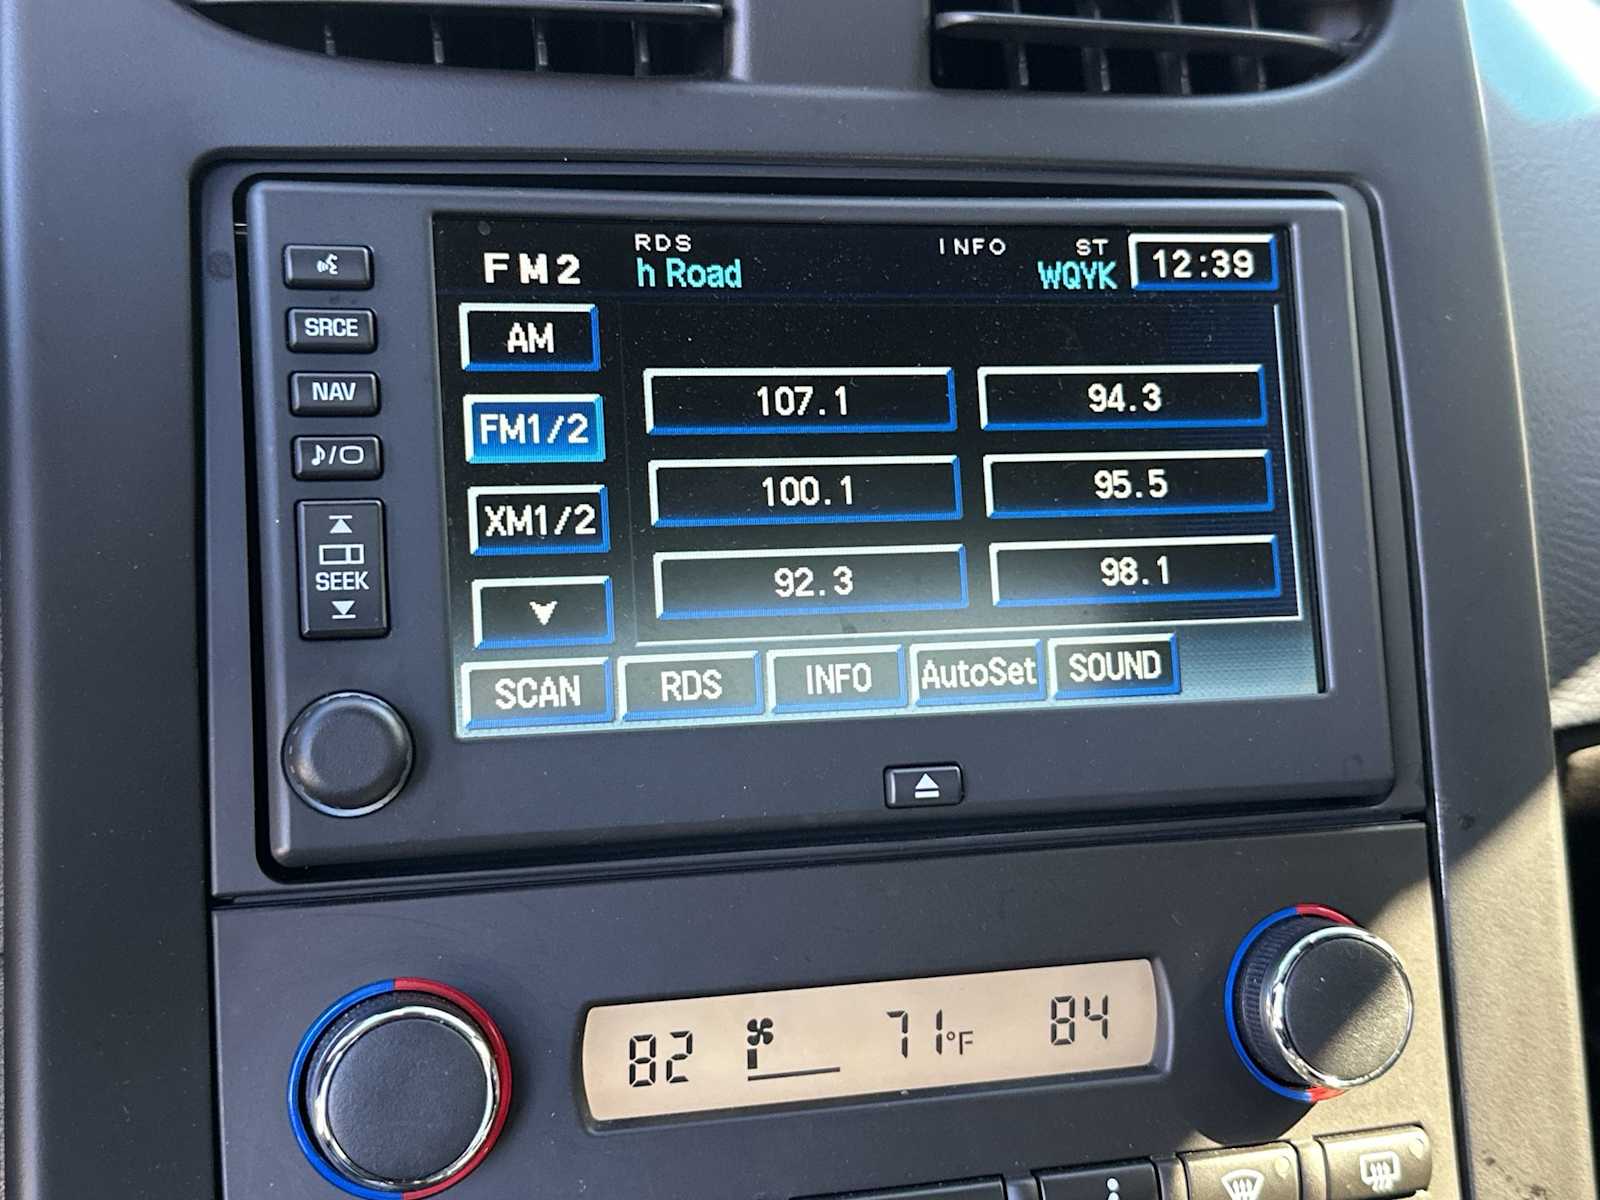 RDS INFO ST
FM2 h Road WQYK 12:39
AM
107.1 94.3
FM1/2
100.1 95.5
XM1/2
92.3 98.1
SCAN RDS INFO AutoSet SOUND
SRCE
NAV
SEEK
82 71°F 84